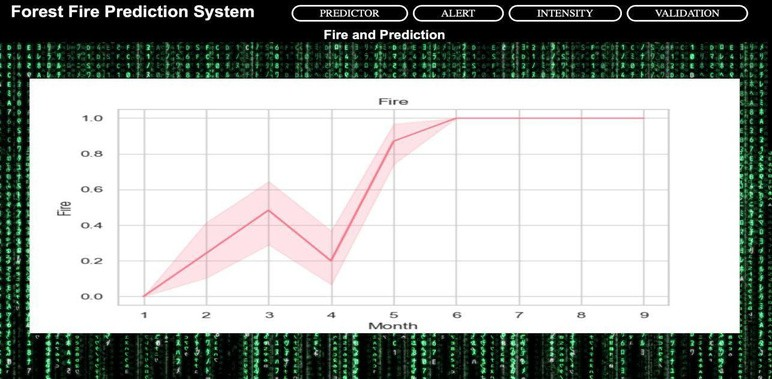 Forest Fire Prediction System
PREDICTOR ALERT INTENSITY VALIDATION
Fire and Prediction
Fire
1.0
0.8
0.6
0.4
0.2
0.0
Fire
1 2 3 4 5 6 7 8 9
Month